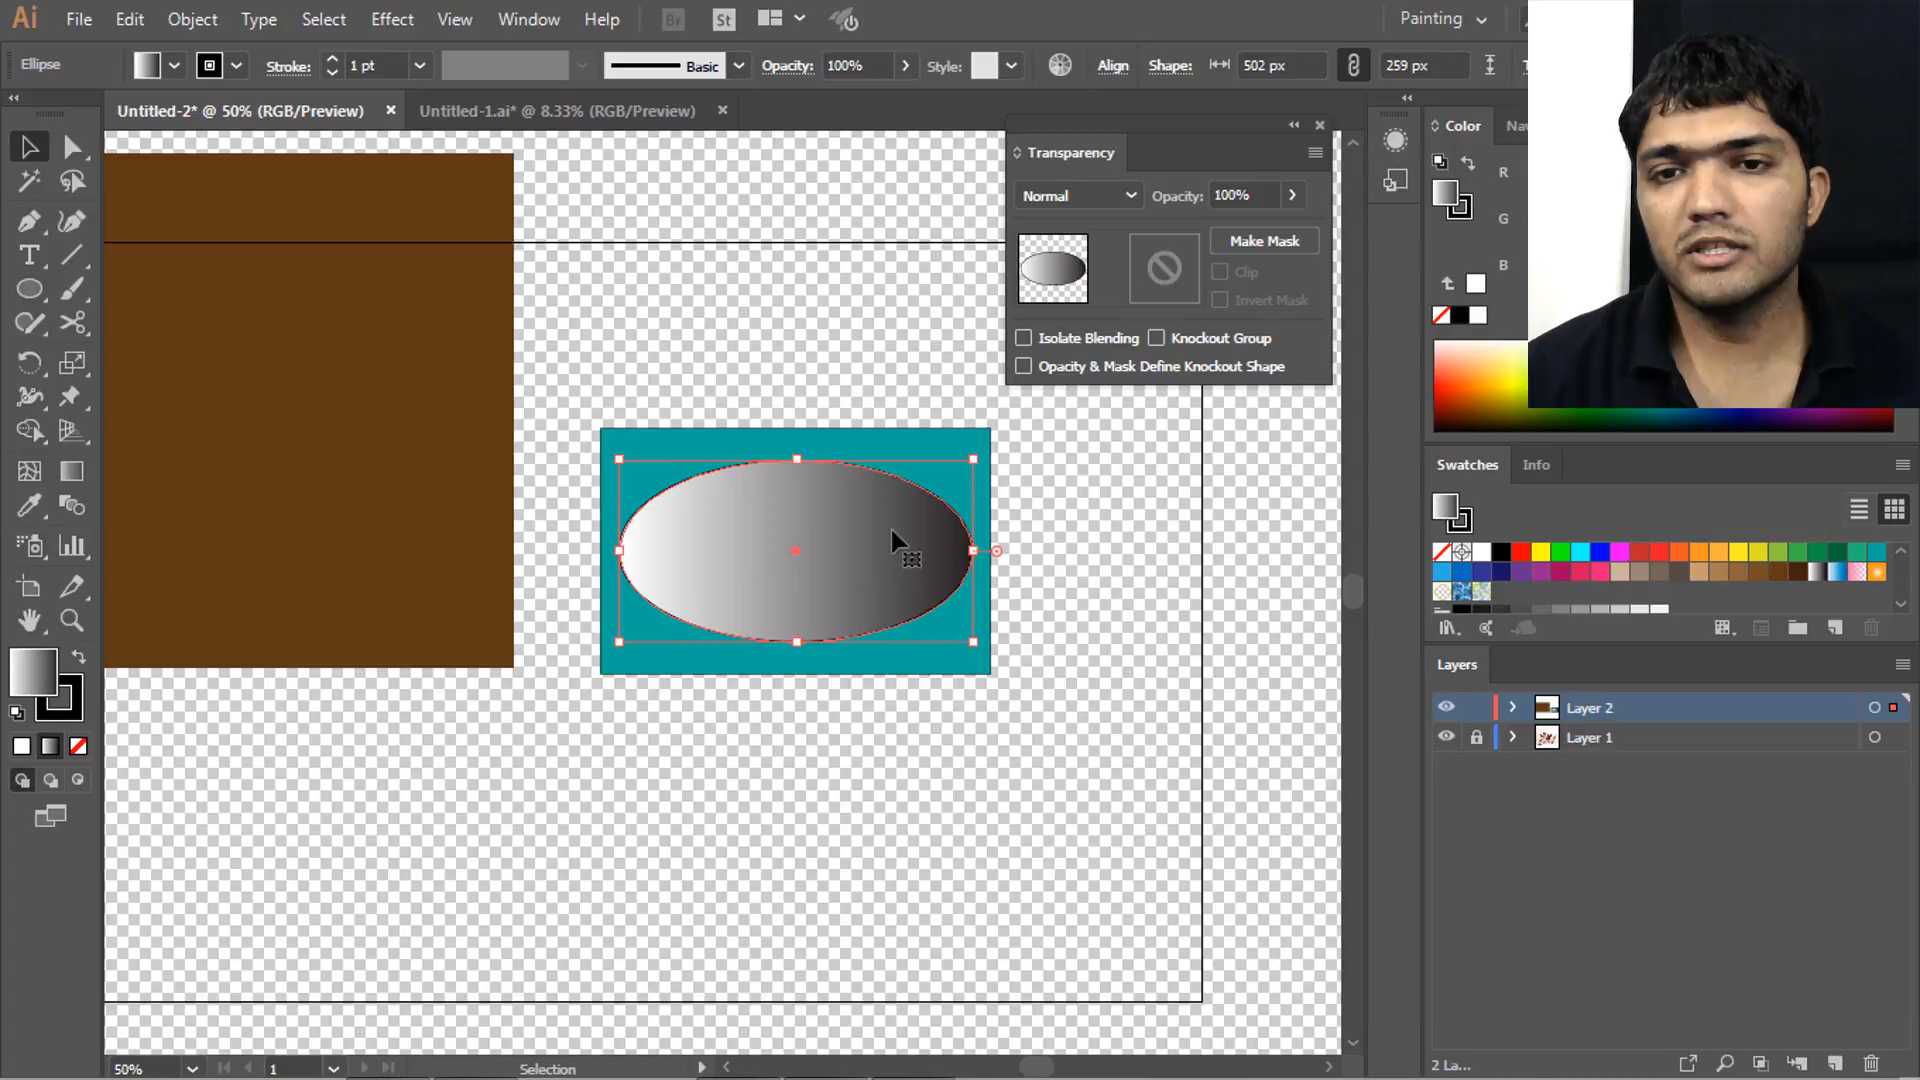 Ai File Edit Object Type Select Effect View Window Help Br St Painting
Ellipse Stroke: 1 pt Basic Opacity: 100% Style: Align Shape: 502 px 259 px
Untitled-2* @ 50% (RGB/Preview) Untitled-1.ai* @ 8.33% (RGB/Preview)
Color
Transparency
R
Normal Opacity: 100%
G
Make Mask
B
Clip
Invert Mask
Isolate Blending Knockout Group
Opacity & Mask Define Knockout Shape
Swatches Info
Layers
Layer 2
Layer 1
50% 1 Selection 2 La...